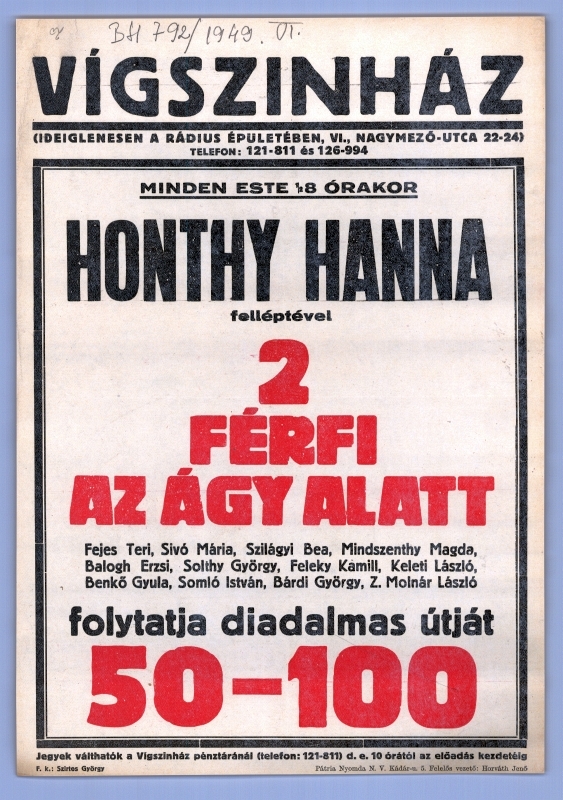 BH 792/1949. VI.
VÍGSZINHÁZ
(IDEIGLENESEN A RÁDIUS ÉPÜLETÉBEN, VI., NAGYMEZŐ-UTCA 22-24)
TELEFON: 121-811 és 126-994
MINDEN ESTE ½8 ÓRAKOR
HONTHY HANNA
felléptével
2
FÉRFI
AZ ÁGY ALATT
Fejes Teri, Sivó Mária, Szilágyi Bea, Mindszenthy Magda,
Balogh Erzsi, Solthy György, Feleky Kamill, Keleti László,
Benkő Gyula, Somló István, Bárdi György, Z. Molnár László
folytatja diadalmas útját
50-100
Jegyek válthatók a Vígszinház pénztáránál (telefon: 121-811) d. e. 10 órától az előadás kezdetéig
F. k.: Szirtes György Pátria Nyomda N. V. Kádár-u. 5. Felelős vezető: Horváth Jenő